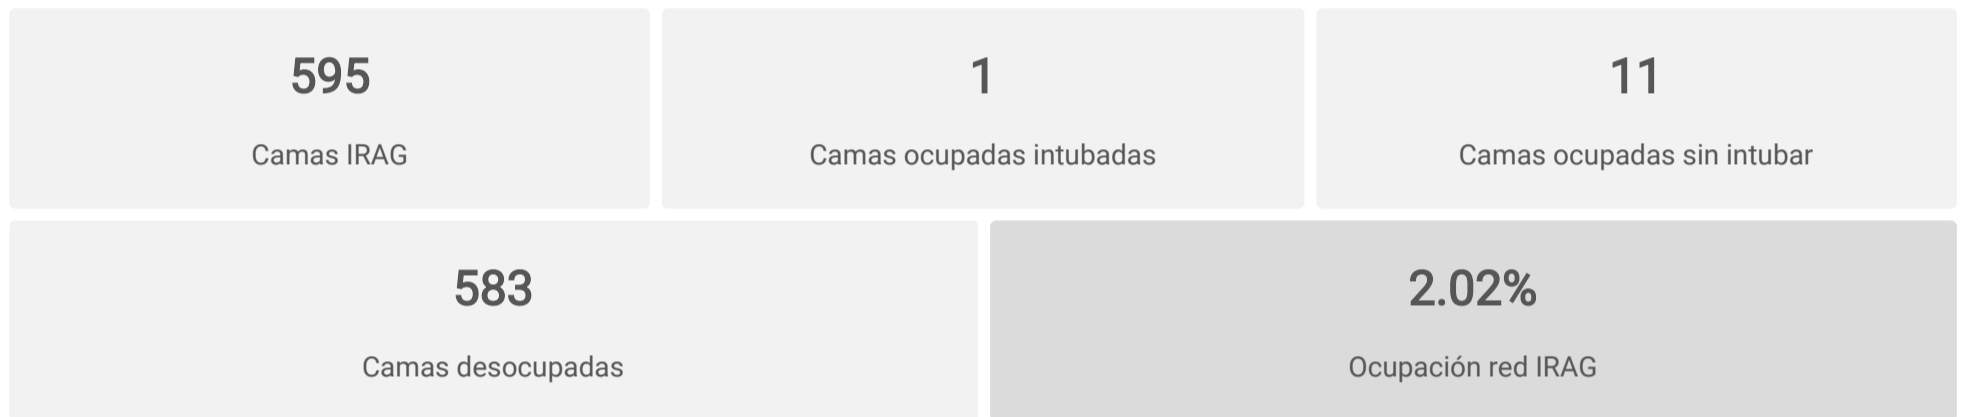 595
Camas IRAG
1
Camas ocupadas intubadas
11
Camas ocupadas sin intubar
583
Camas desocupadas
2.02%
Ocupación red IRAG